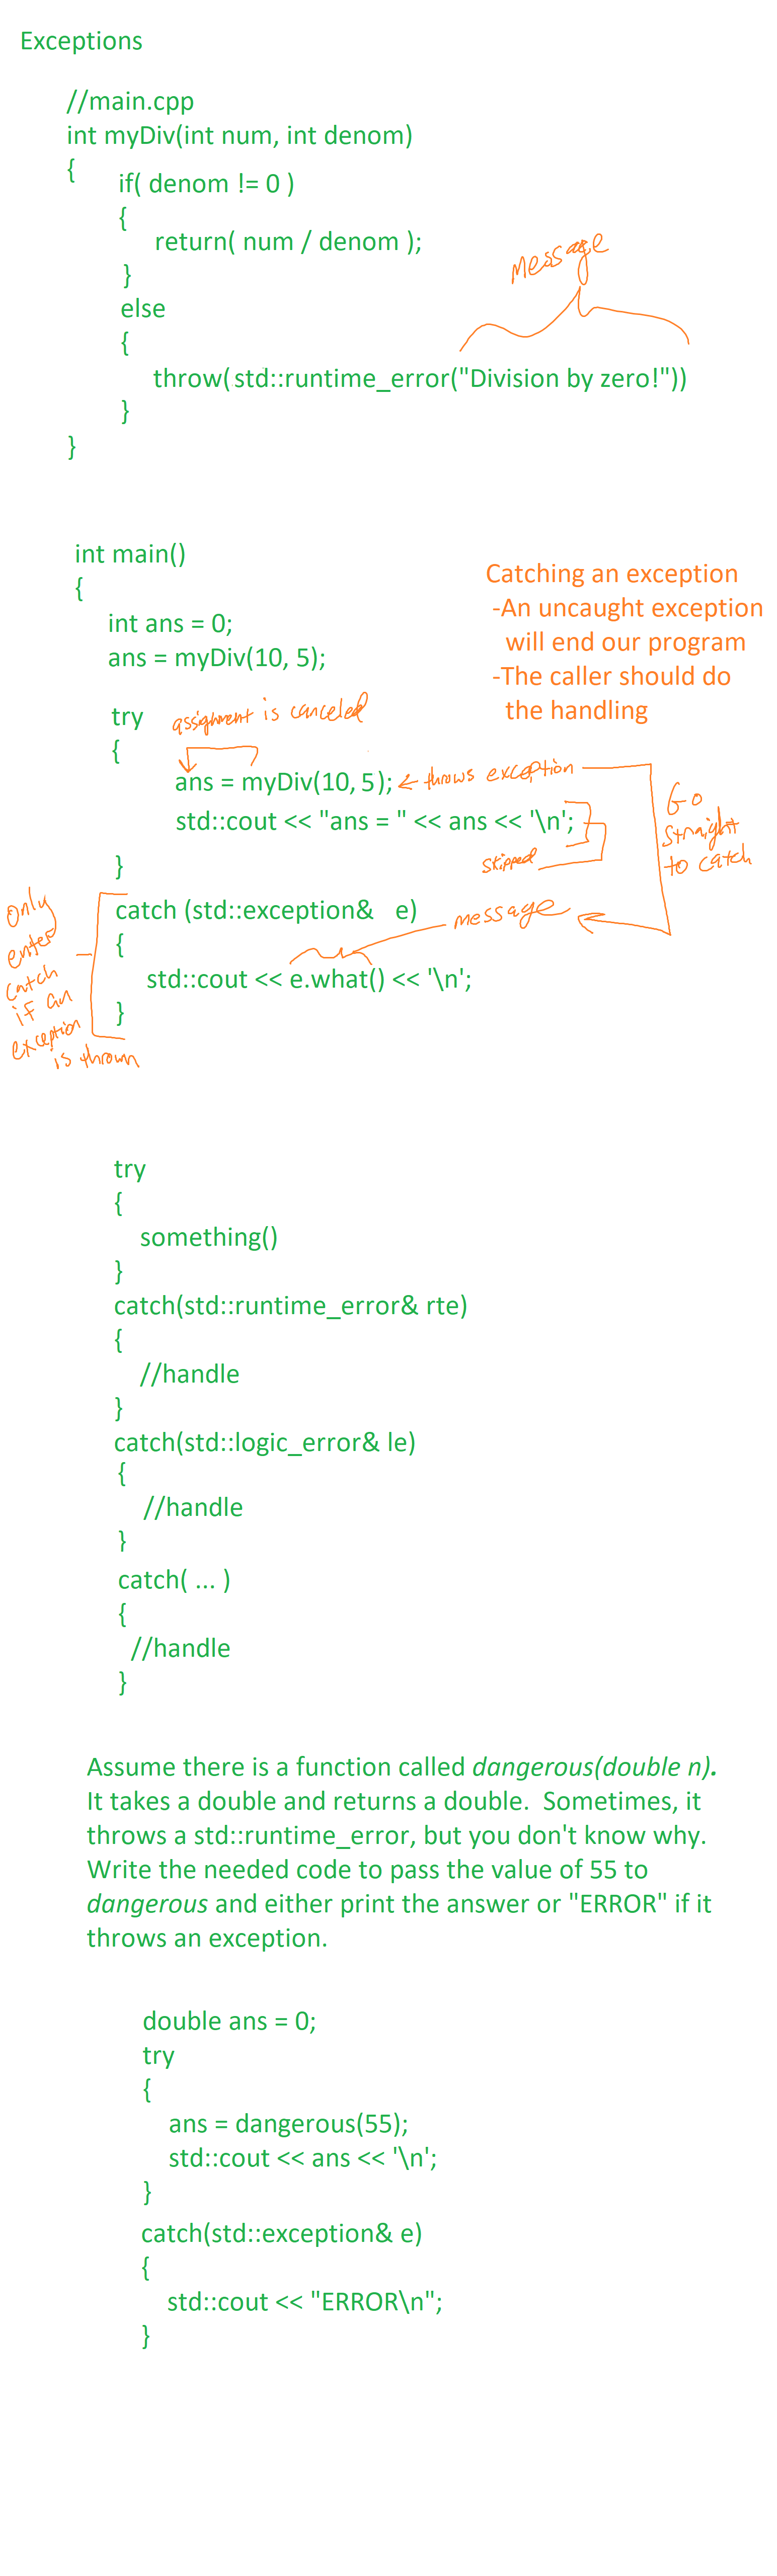 Exceptions
//main.cpp
int myDiv(int num, int denom)
{
if( denom != 0 )
{
return( num / denom );
}
message
else
{
throw(std::runtime_error("Division by zero!"))
}
}
int main()
{
int ans = 0;
ans = myDiv(10, 5);
Catching an exception
-An uncaught exception
will end our program
-The caller should do
the handling
try
assignment is canceled
{
ans = myDiv(10, 5);
throws exception
std::cout << "ans = " << ans << '\n';
skipped
Go
straight
to catch
}
catch (std::exception& e)
message
{
std::cout << e.what() << '\n';
}
only
enter
catch
if an
exception
is thrown
try
{
something()
}
catch(std::runtime_error& rte)
{
//handle
}
catch(std::logic_error& le)
{
//handle
}
catch( ... )
{
//handle
}
Assume there is a function called dangerous(double n).
It takes a double and returns a double. Sometimes, it
throws a std::runtime_error, but you don't know why.
Write the needed code to pass the value of 55 to
dangerous and either print the answer or "ERROR" if it
throws an exception.
double ans = 0;
try
{
ans = dangerous(55);
std::cout << ans << '\n';
}
catch(std::exception& e)
{
std::cout << "ERROR\n";
}